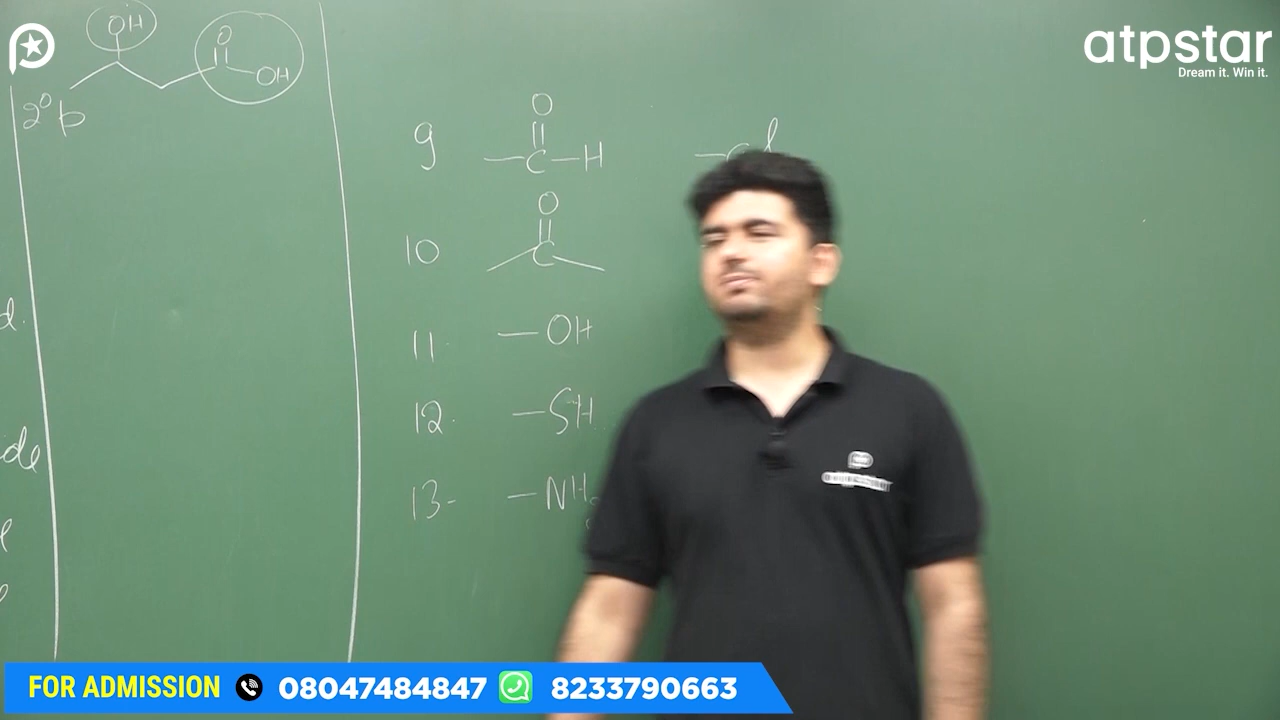 atpstar
Dream it. Win it.
OH
O
OH
2° p
9 O
-C-H
10 O
C
11 -OH
12. -SH
13- -NH
d.
ide
FOR ADMISSION 08047484847 8233790663